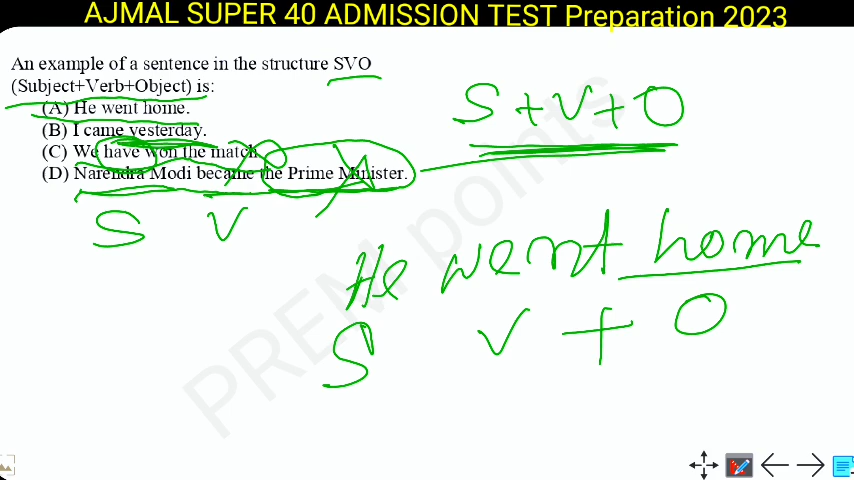 AJMAL SUPER 40 ADMISSION TEST Preparation 2023
An example of a sentence in the structure SVO
(Subject+Verb+Object) is:
(A) He went home.
(B) I came yesterday.
(C) We have won the match.
(D) Narendra Modi became the Prime Minister.
S+V+O
S V
He went home
S V + O
PREM points